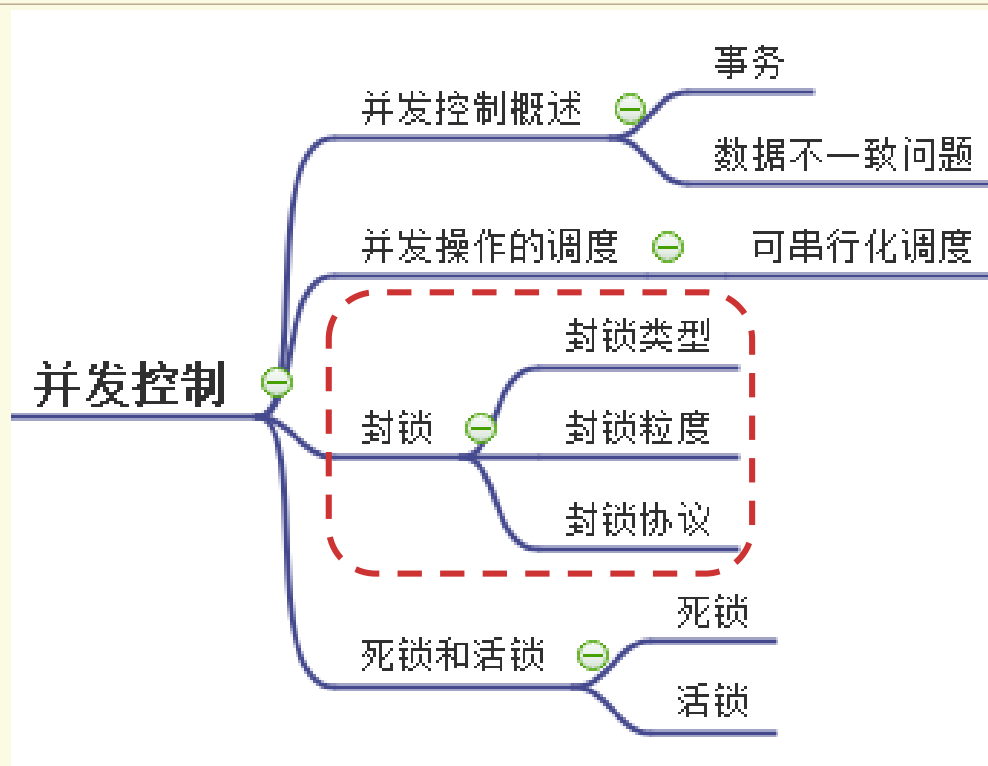 并发控制
并发控制概述
事务
数据不一致问题
并发操作的调度
可串行化调度
封锁
封锁类型
封锁粒度
封锁协议
死锁和活锁
死锁
活锁